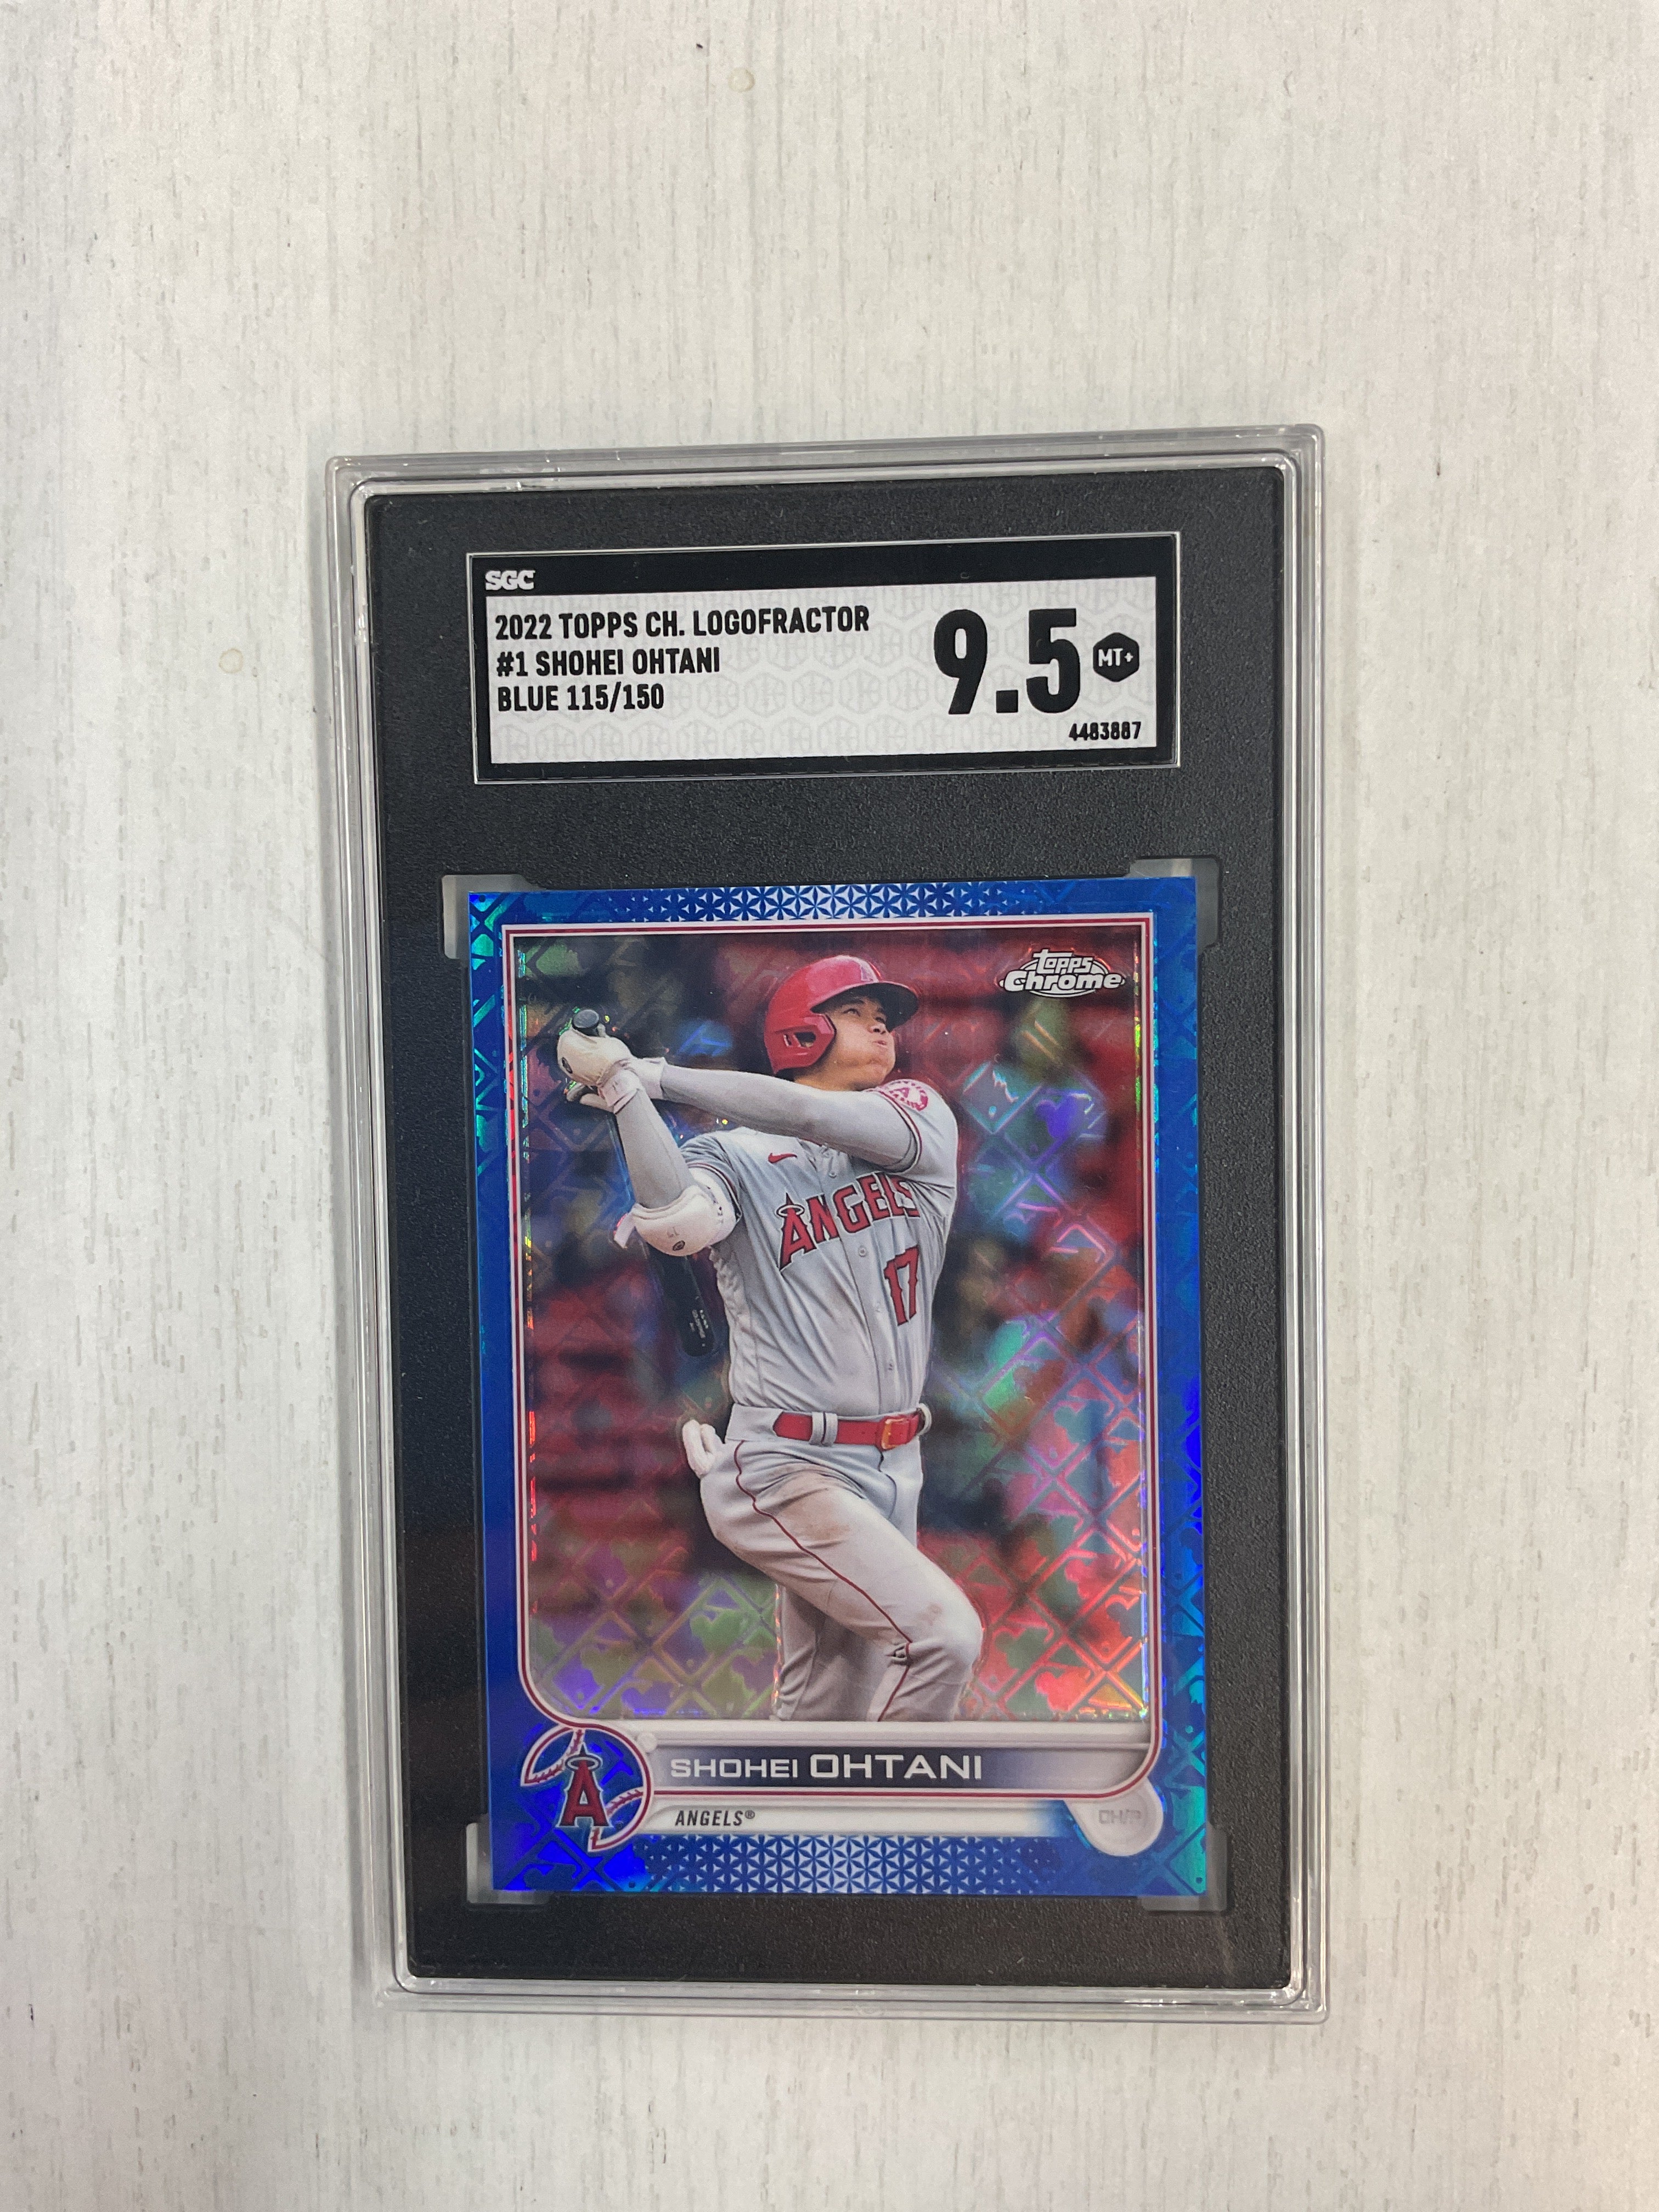 SGC
2022 TOPPS CH. LOGOFRACTOR
#1 SHOHEI OHTANI
BLUE 115/150
9.5 MT+
4483887
topps
Chrome
A
ANGELS
17
A
SHOHEI OHTANI
ANGELS®
DH/P